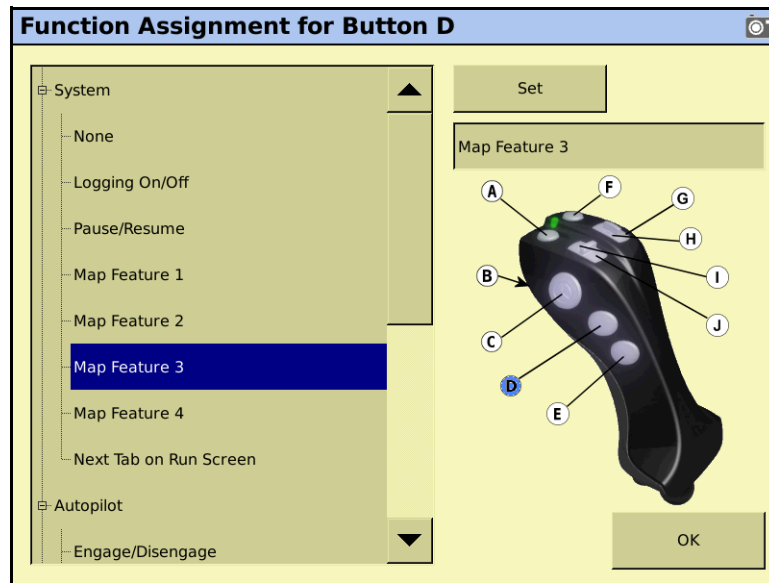 Function Assignment for Button D
System
None
Logging On/Off
Pause/Resume
Map Feature 1
Map Feature 2
Map Feature 3
Map Feature 4
Next Tab on Run Screen
Autopilot
Engage/Disengage
Set
Map Feature 3
A
F
G
H
B
I
C
J
D
E
OK